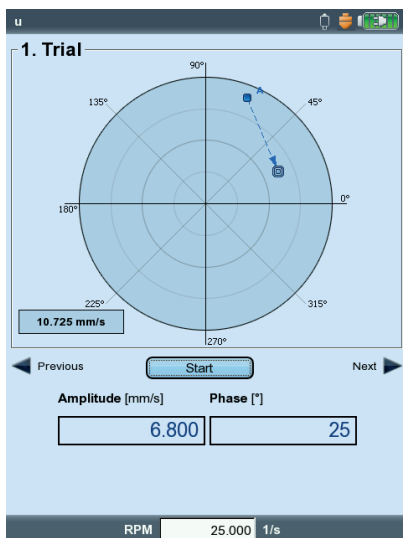 u
1. Trial
90°
135°
A
45°
180°
0°
225°
315°
10.725 mm/s
270°
Previous
Start
Next
Amplitude [mm/s]
Phase [°]
6.800
25
RPM 25.000 1/s